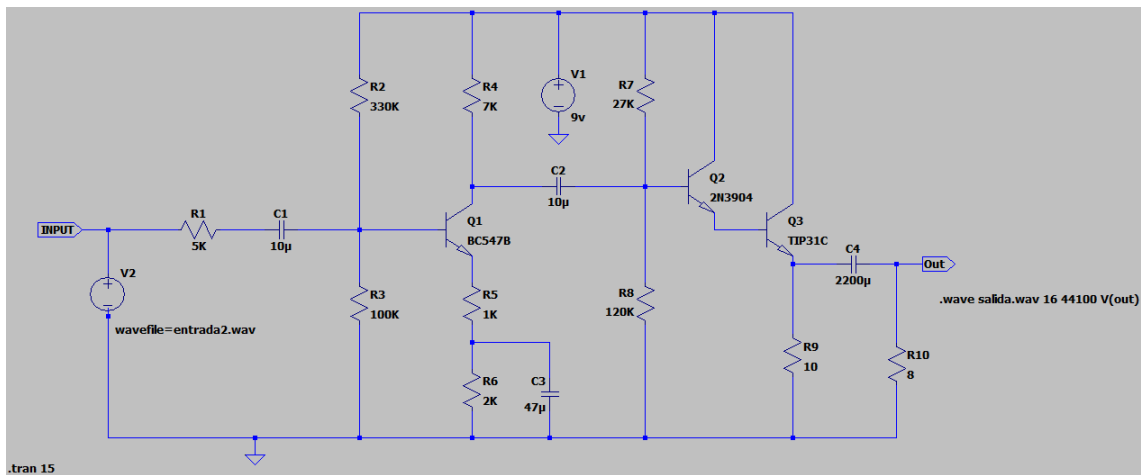 R2
330K
R4
7K
V1
9v
R7
27K
C2
10µ
Q2
2N3904
INPUT
R1
5K
C1
10µ
Q1
BC547B
Q3
TIP31C
C4
2200µ
Out
V2
wavefile=entrada2.wav
R3
100K
R5
1K
R8
120K
.wave salida.wav 16 44100 V(out)
R6
2K
C3
47µ
R9
10
R10
8
.tran 15